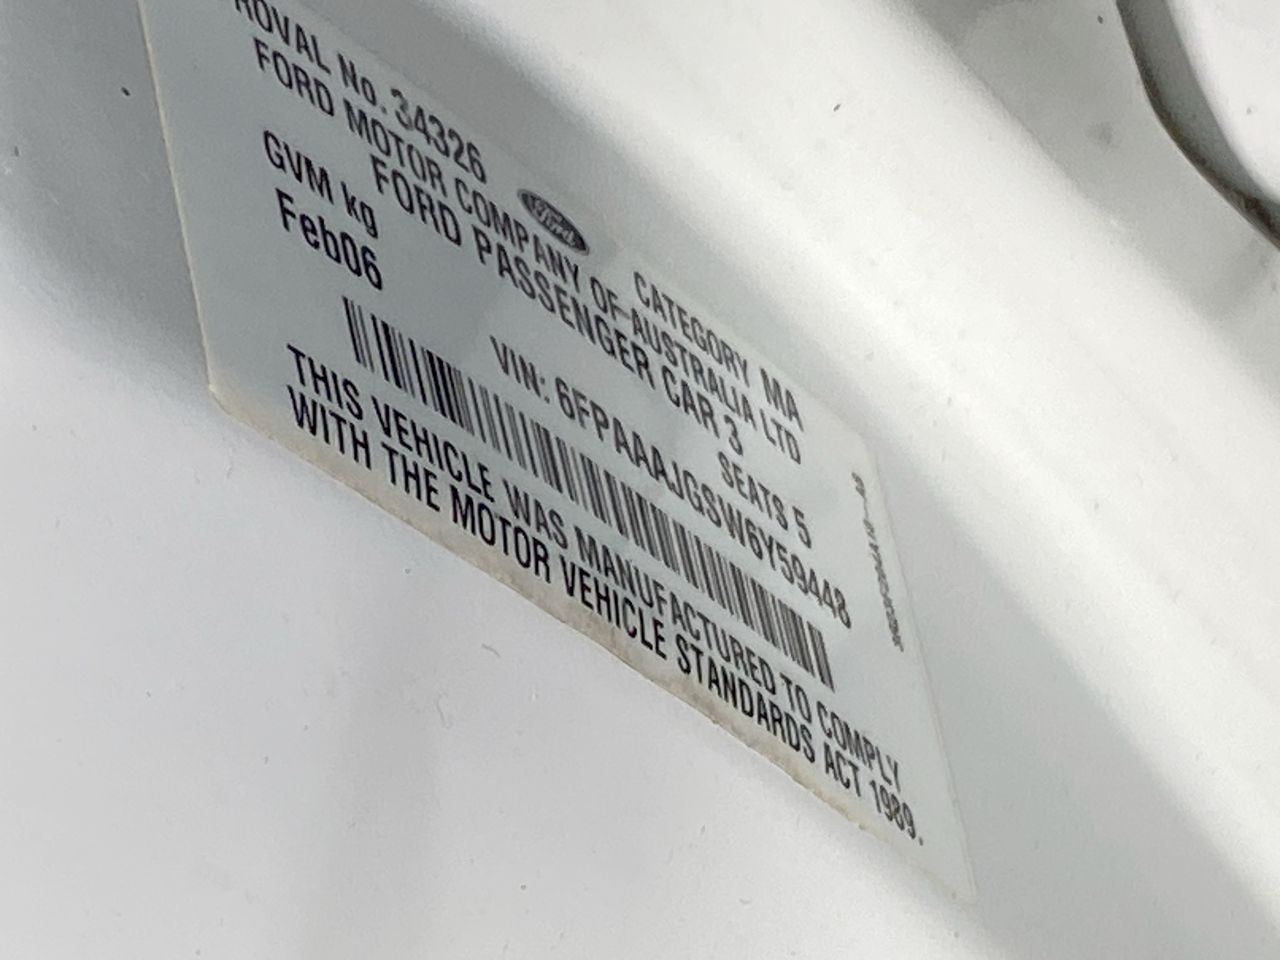 ROVAL No. 34326
Ford
CATEGORY MA
FORD MOTOR COMPANY OF AUSTRALIA LTD
FORD PASSENGER CAR 3
GVM kg
SEATS 5
Feb06
VIN: 6FPAAAJGSW6Y59448
THIS VEHICLE WAS MANUFACTURED TO COMPLY
WITH THE MOTOR VEHICLE STANDARDS ACT 1989.